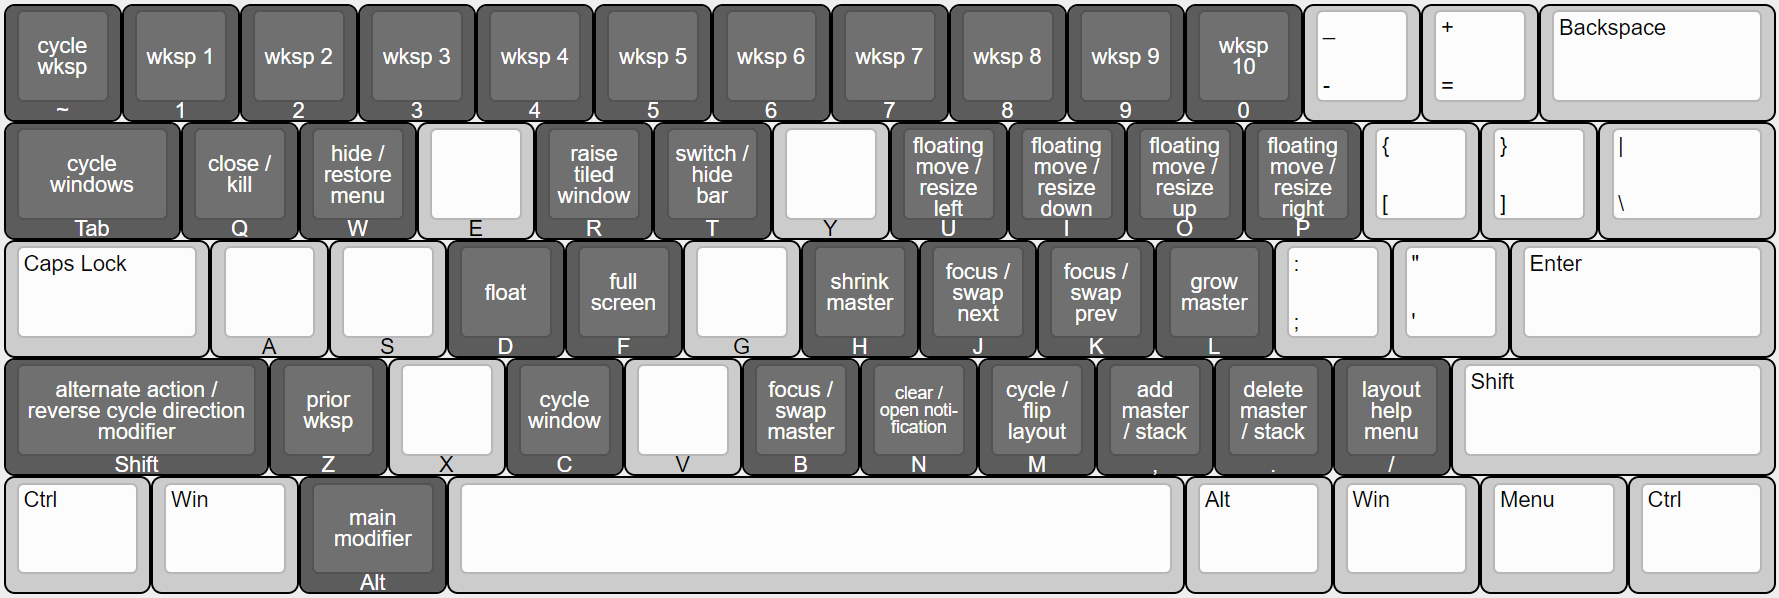 cycle
wksp
~
wksp 1
1
wksp 2
2
wksp 3
3
wksp 4
4
wksp 5
5
wksp 6
6
wksp 7
7
wksp 8
8
wksp 9
9
wksp
10
0
_
-
+
=
Backspace
cycle
windows
Tab
close /
kill
Q
hide /
restore
menu
W
E
raise
tiled
window
R
switch /
hide
bar
T
Y
floating
move /
resize
left
U
floating
move /
resize
down
I
floating
move /
resize
up
O
floating
move /
resize
right
P
{
[
}
]
|
\
Caps Lock
A
S
float
D
full
screen
F
G
shrink
master
H
focus /
swap
next
J
focus /
swap
prev
K
grow
master
L
:
;
"
'
Enter
alternate action /
reverse cycle direction
modifier
Shift
prior
wksp
Z
X
cycle
window
C
V
focus /
swap
master
B
clear /
open noti-
fication
N
cycle /
flip
layout
M
add
master
/ stack
,
delete
master
/ stack
.
layout
help
menu
/
Shift
Ctrl
Win
main
modifier
Alt
Alt
Win
Menu
Ctrl